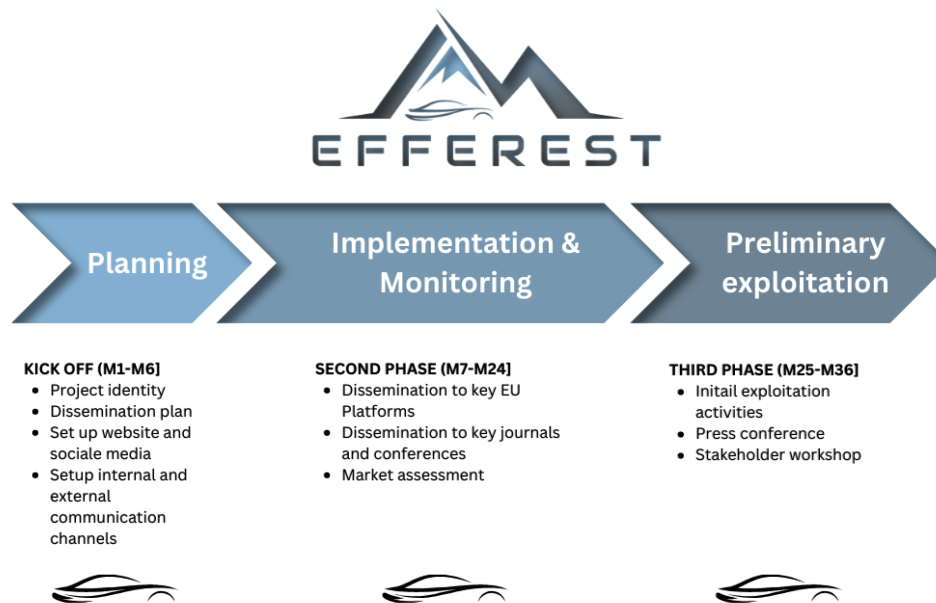 EFFEREST
Planning
Implementation &
Monitoring
Preliminary
exploitation
KICK OFF (M1-M6]
• Project identity
• Dissemination plan
• Set up website and
sociale media
• Setup internal and
external
communication
channels
SECOND PHASE (M7-M24]
• Dissemination to key EU
Platforms
• Dissemination to key journals
and conferences
• Market assessment
THIRD PHASE (M25-M36]
• Initail exploitation
activities
• Press conference
• Stakeholder workshop